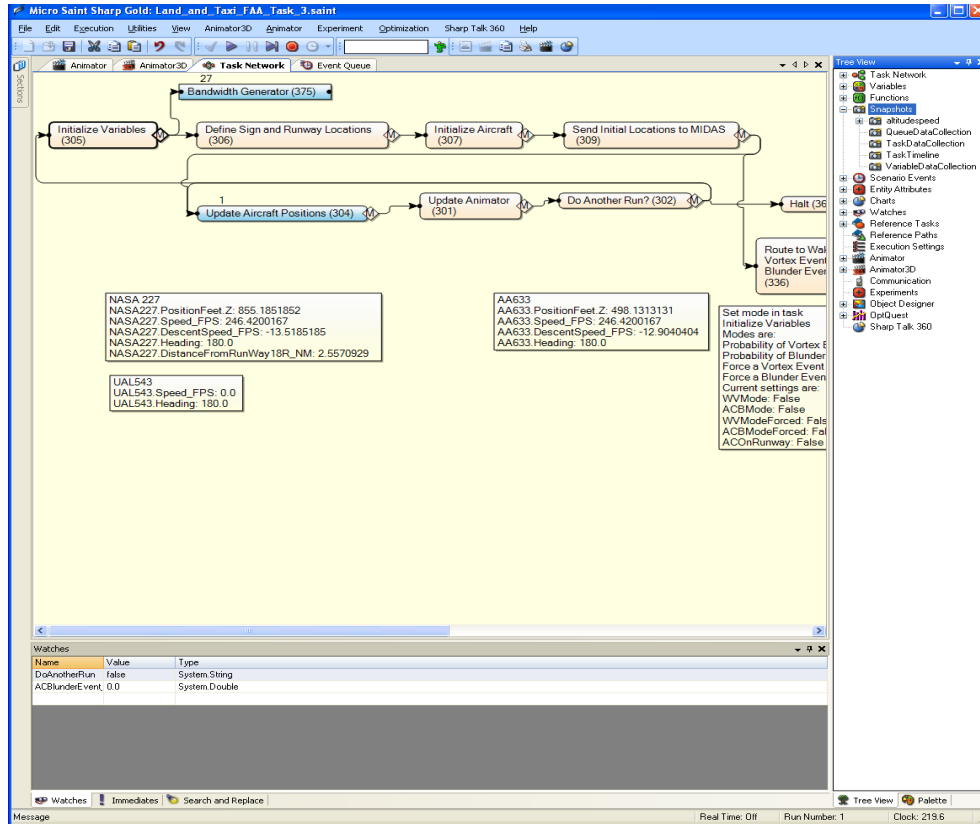 Micro Saint Sharp Gold: Land_and_Taxi_FAA_Task_3.saint
File Edit Execution Utilities View Animator3D Animator Experiment Optimization Sharp Talk 360 Help
Sections
Animator Animator3D Task Network Event Queue
27
Bandwidth Generator (375)
Initialize Variables
(305)
Define Sign and Runway Locations
(306)
Initialize Aircraft
(307)
Send Initial Locations to MIDAS
(309)
M
M
M
M
1
Update Aircraft Positions (304)
M
Update Animator
(301)
M
Do Another Run? (302)
M
Halt (36
Route to Wak
Vortex Event
Blunder Ever
(336)
NASA 227
NASA227.PositionFeet.Z: 855.1851852
NASA227.Speed_FPS: 246.4200167
NASA227.DescentSpeed_FPS: -13.5185185
NASA227.Heading: 180.0
NASA227.DistanceFromRunWay18R_NM: 2.5570929
UAL543
UAL543.Speed_FPS: 0.0
UAL543.Heading: 180.0
AA633
AA633.PositionFeet.Z: 498.1313131
AA633.Speed_FPS: 246.4200167
AA633.DescentSpeed_FPS: -12.9040404
AA633.Heading: 180.0
Set mode in task
Initialize Variables
Modes are:
Probability of Vortex E
Probability of Blunder
Force a Vortex Event
Force a Blunder Even
Current settings are:
WVMode: False
ACBMode: False
WVModeForced: Fals
ACBModeForced: Fal
ACOnRunway: False
Watches
Name Value Type
DoAnotherRun false System.String
ACBlunderEvent_ 0.0 System.Double
Watches Immediates Search and Replace
Tree View
Task Network
Variables
Functions
Snapshots
altitudespeed
QueueDataCollection
TaskDataCollection
TaskTimeline
VariableDataCollection
Scenario Events
Entity Attributes
Charts
Watches
Reference Tasks
Reference Paths
Execution Settings
Animator
Animator3D
Communication
Experiments
Object Designer
OptQuest
Sharp Talk 360
Tree View Palette
Message Real Time: Off Run Number: 1 Clock: 219.6